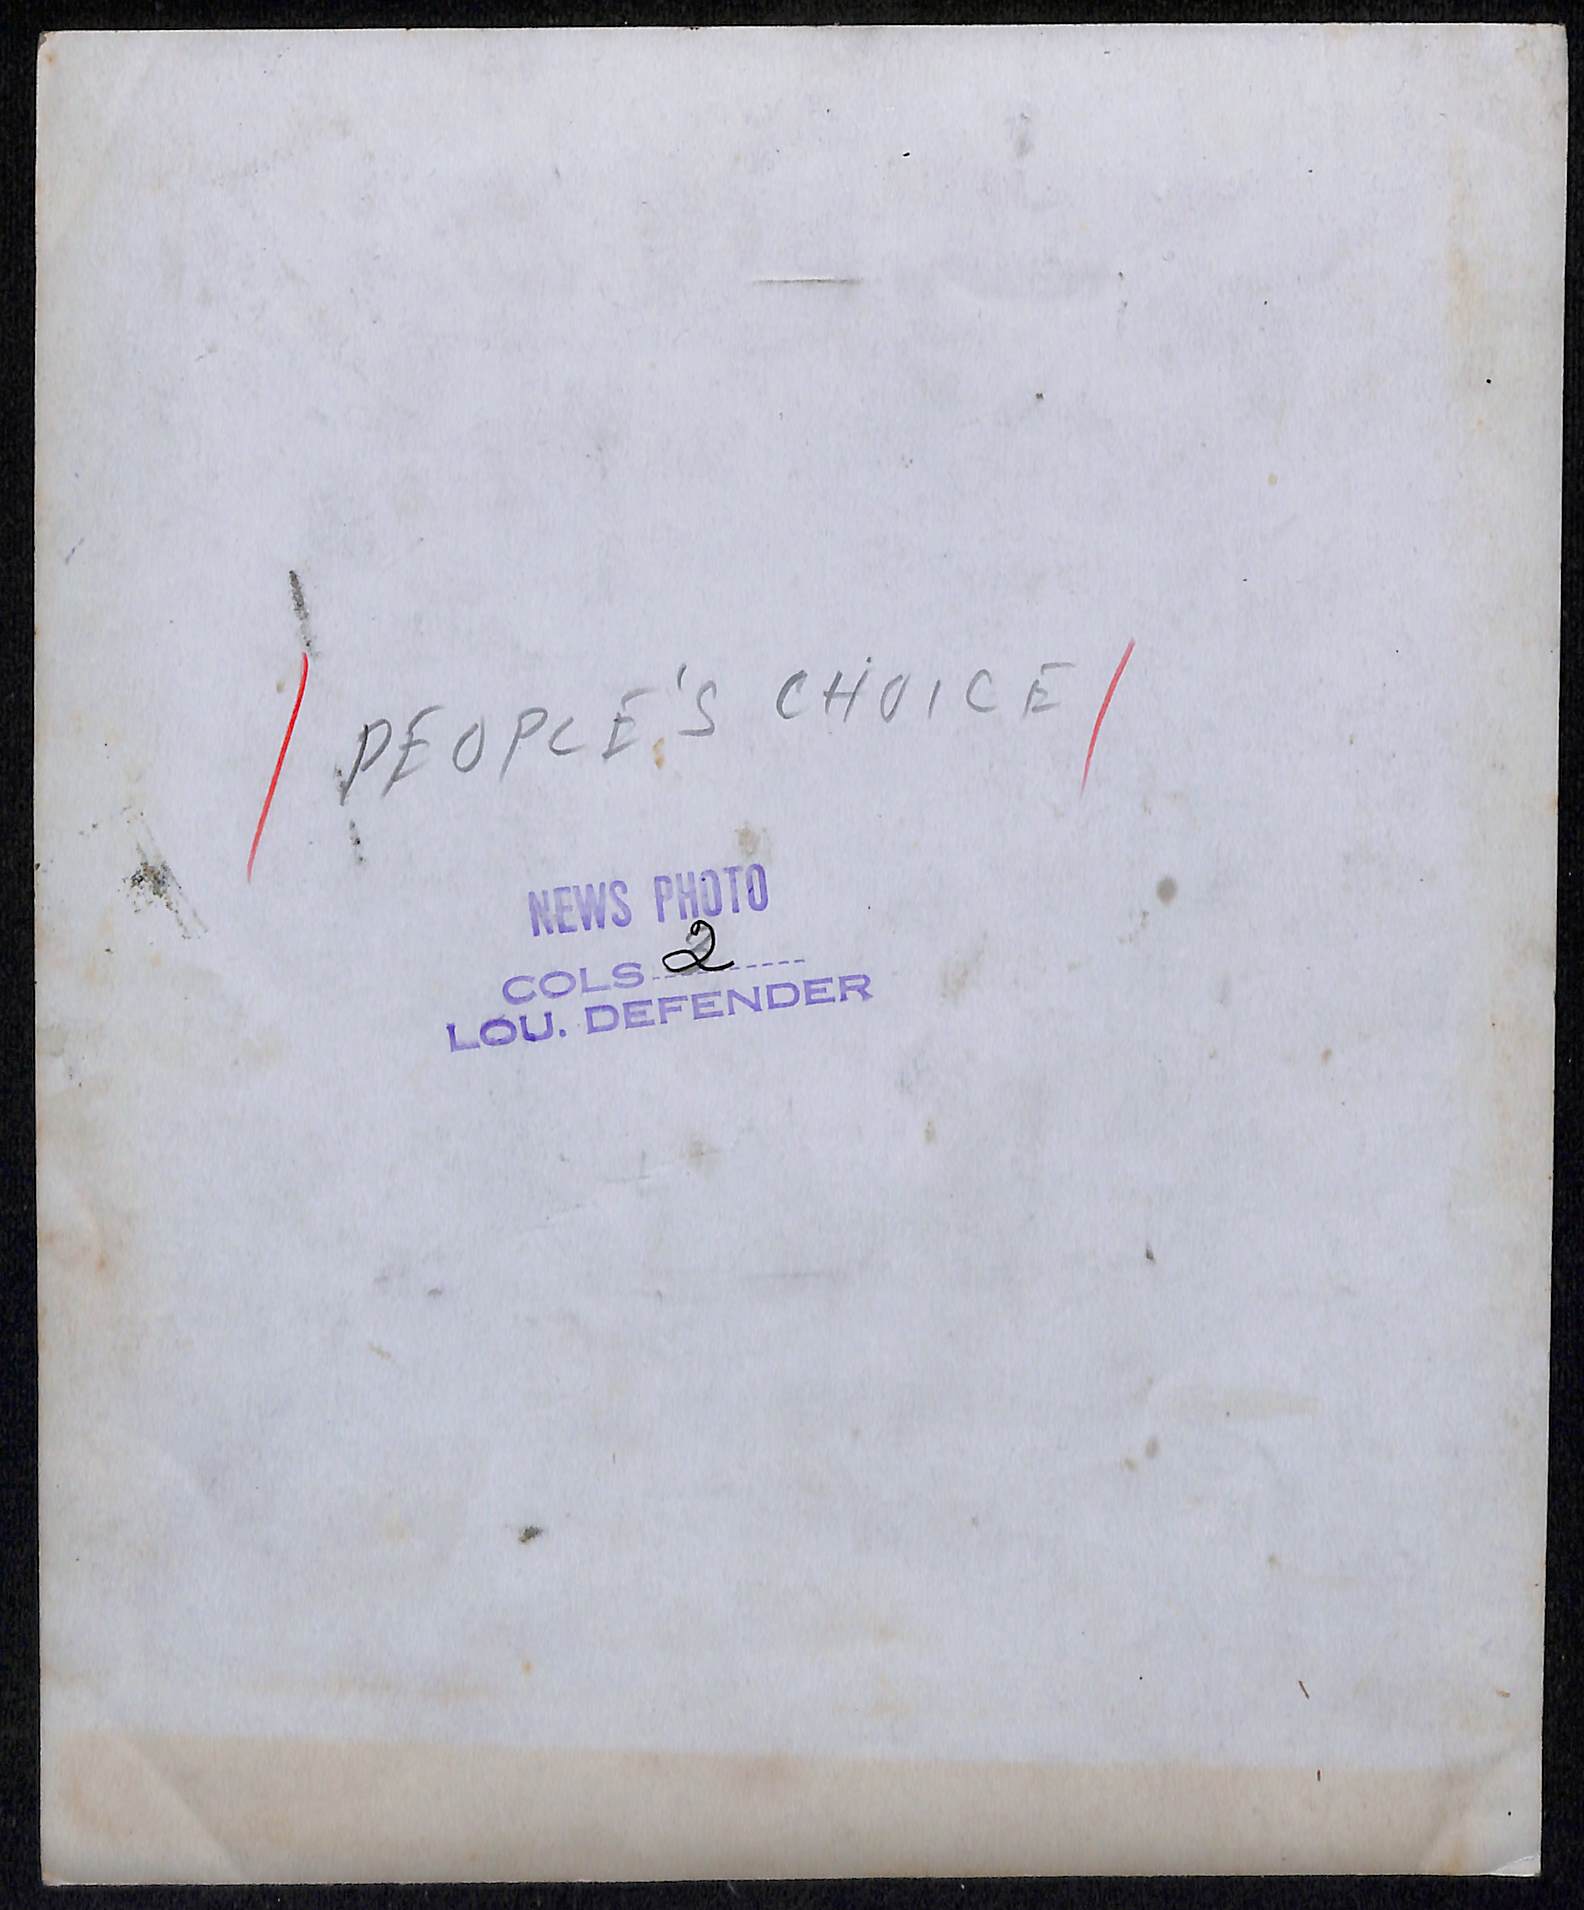 PEOPLE'S CHOICE
NEWS PHOTO
COLS 2
LOU. DEFENDER